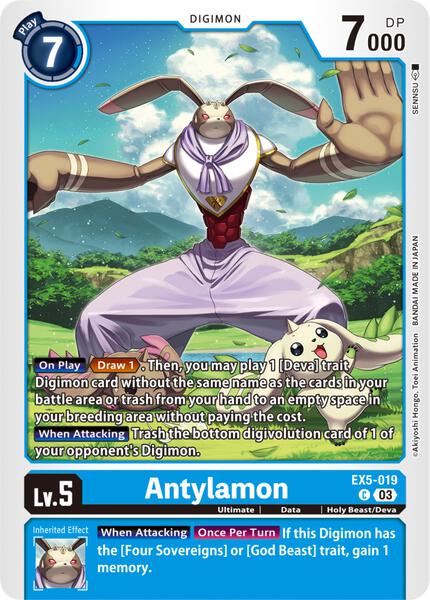 Play
7
DIGIMON
7000 DP
SENNSU
On Play Draw 1 . Then, you may play 1 [Deva] trait
Digimon card without the same name as the cards in your
battle area or trash from your hand to an empty space in
your breeding area without paying the cost.
When Attacking Trash the bottom digivolution card of 1 of
your opponent's Digimon.
©Akiyoshi Hongo, Toei Animation BANDAI MADE IN JAPAN
Lv.5
Antylamon
EX5-019
C 03
Ultimate | Data | Holy Beast/Deva
Inherited Effect
When Attacking Once Per Turn If this Digimon has
the [Four Sovereigns] or [God Beast] trait, gain 1
memory.